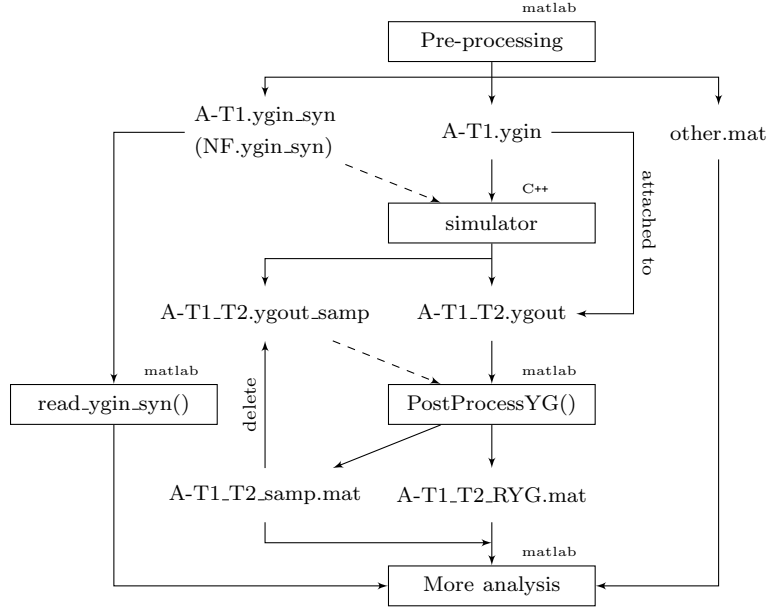 matlab
Pre-processing
A-T1.ygin_syn
(NF.ygin_syn)
A-T1.ygin
other.mat
C++
simulator
attached to
A-T1_T2.ygout_samp
A-T1_T2.ygout
matlab
read_ygin_syn()
delete
matlab
PostProcessYG()
A-T1_T2_samp.mat
A-T1_T2_RYG.mat
matlab
More analysis